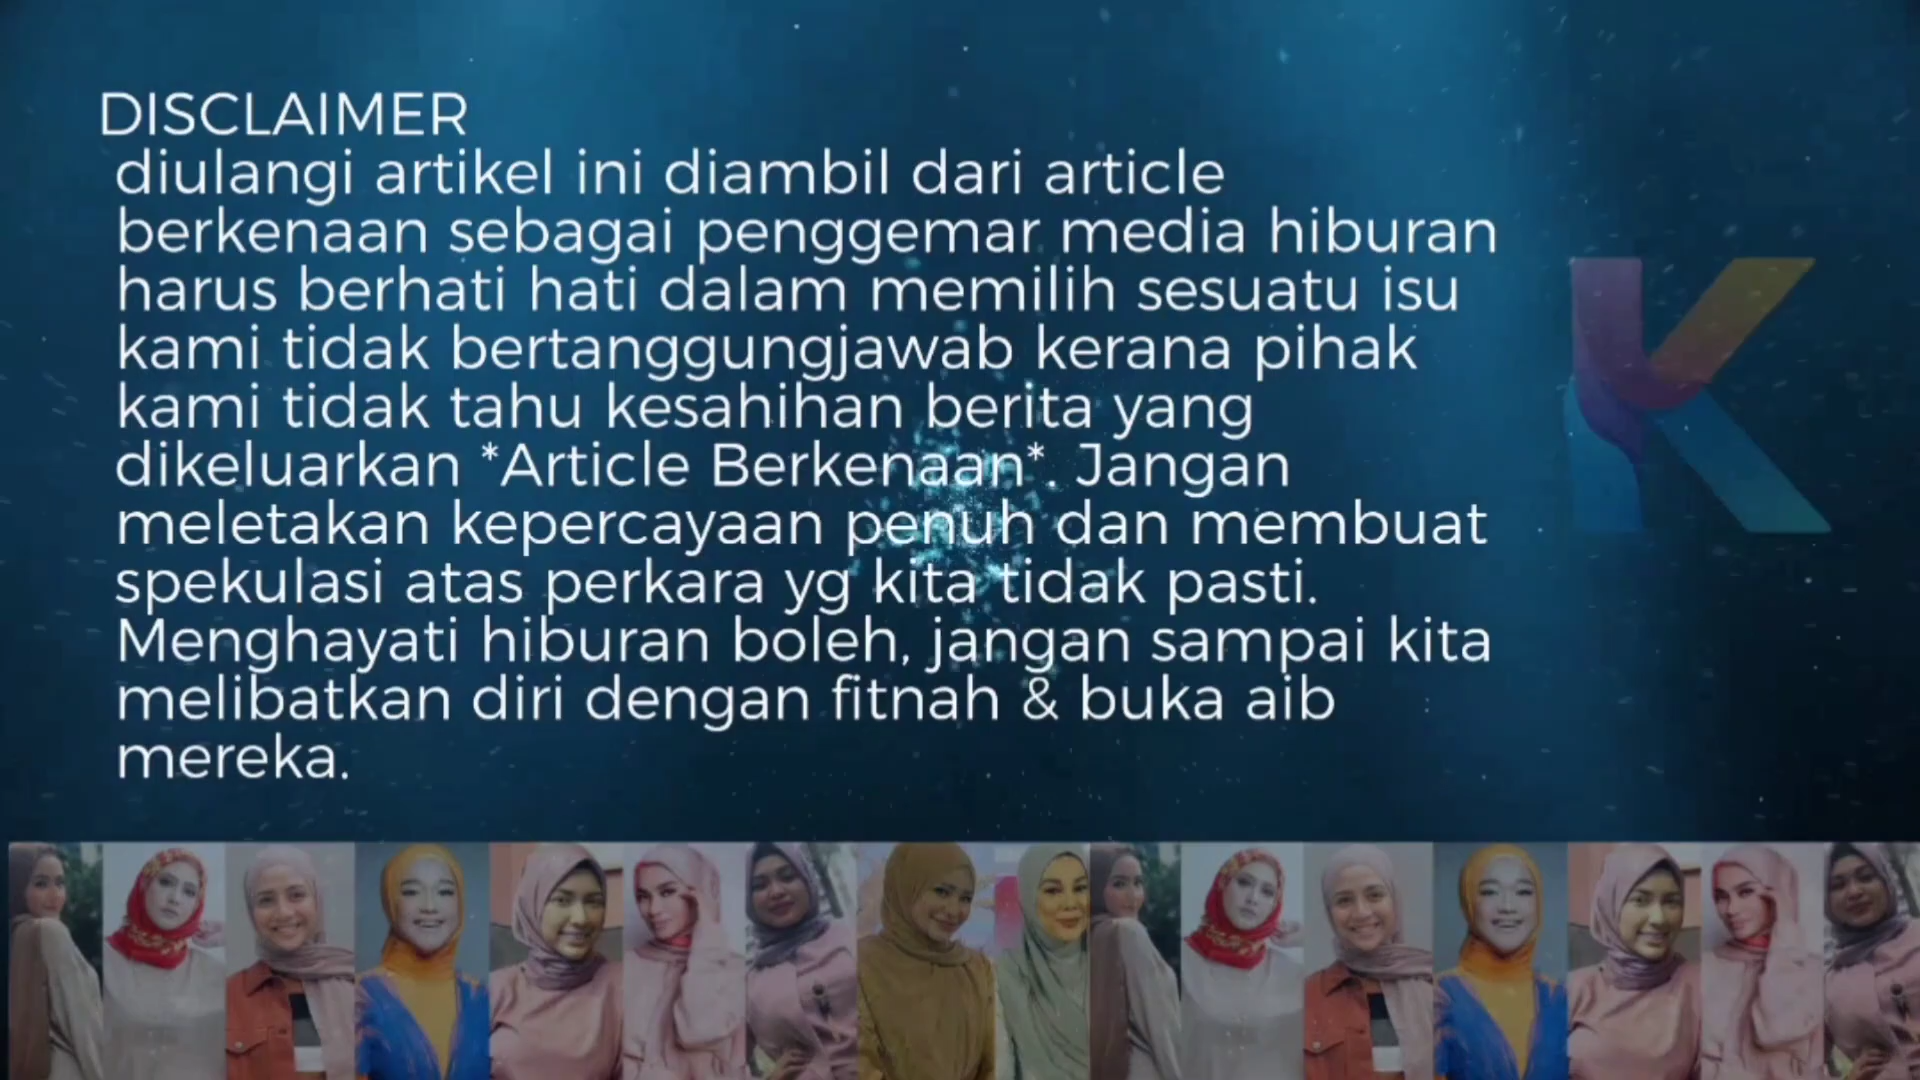 DISCLAIMER
diulangi artikel ini diambil dari article
berkenaan sebagai penggemar media hiburan
harus berhati hati dalam memilih sesuatu isu
kami tidak bertanggungjawab kerana pihak
kami tidak tahu kesahihan berita yang
dikeluarkan *Article Berkenaan* . Jangan
meletakan kepercayaan penuh dan membuat
spekulasi atas perkara yg kita tidak pasti.
Menghayati hiburan boleh, jangan sampai kita
melibatkan diri dengan fitnah & buka aib
mereka.
K